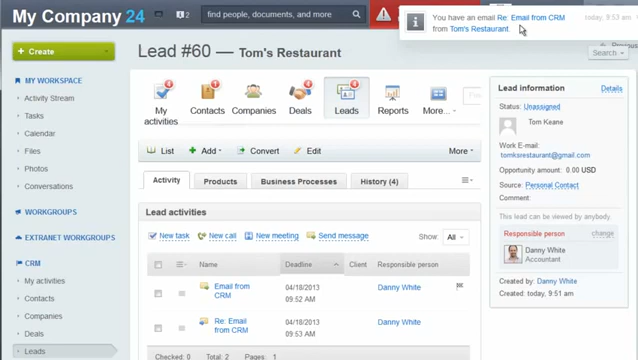 My Company 24
2
find people, documents, and more
You have an email Re: Email from CRM
from Tom's Restaurant
today, 9:53 am
Create
Lead #60 — Tom's Restaurant
Previous
Search
MY WORKSPACE
Activity Stream
Tasks
Calendar
Files
Photos
Conversations
WORKGROUPS
EXTRANET WORKGROUPS
CRM
My activities
Contacts
Companies
Deals
Leads
My
activities
Contacts
Companies
Deals
Leads
Reports
More...
List
Add
Convert
Edit
More
Activity
Products
Business Processes
History (4)
Lead activities
New task
New call
New meeting
Send message
Show:
All
Name
Deadline
Client
Responsible person
Email from
CRM
04/18/2013
09:52 AM
Danny White
Re: Email
from CRM
04/18/2013
09:53 AM
Danny White
Checked: 0 Total: 2 Pages: 1
Lead information
Details
Status: Unassigned
Tom Keane
Work E-mail:
tomksrestaurant@gmail.com
Opportunity amount: 0.00 USD
Source: Personal Contact
Comment:
This lead can be viewed by anybody.
Responsible person
change
Danny White
Accountant
Created by: Danny White
Created: today, 9:51 am